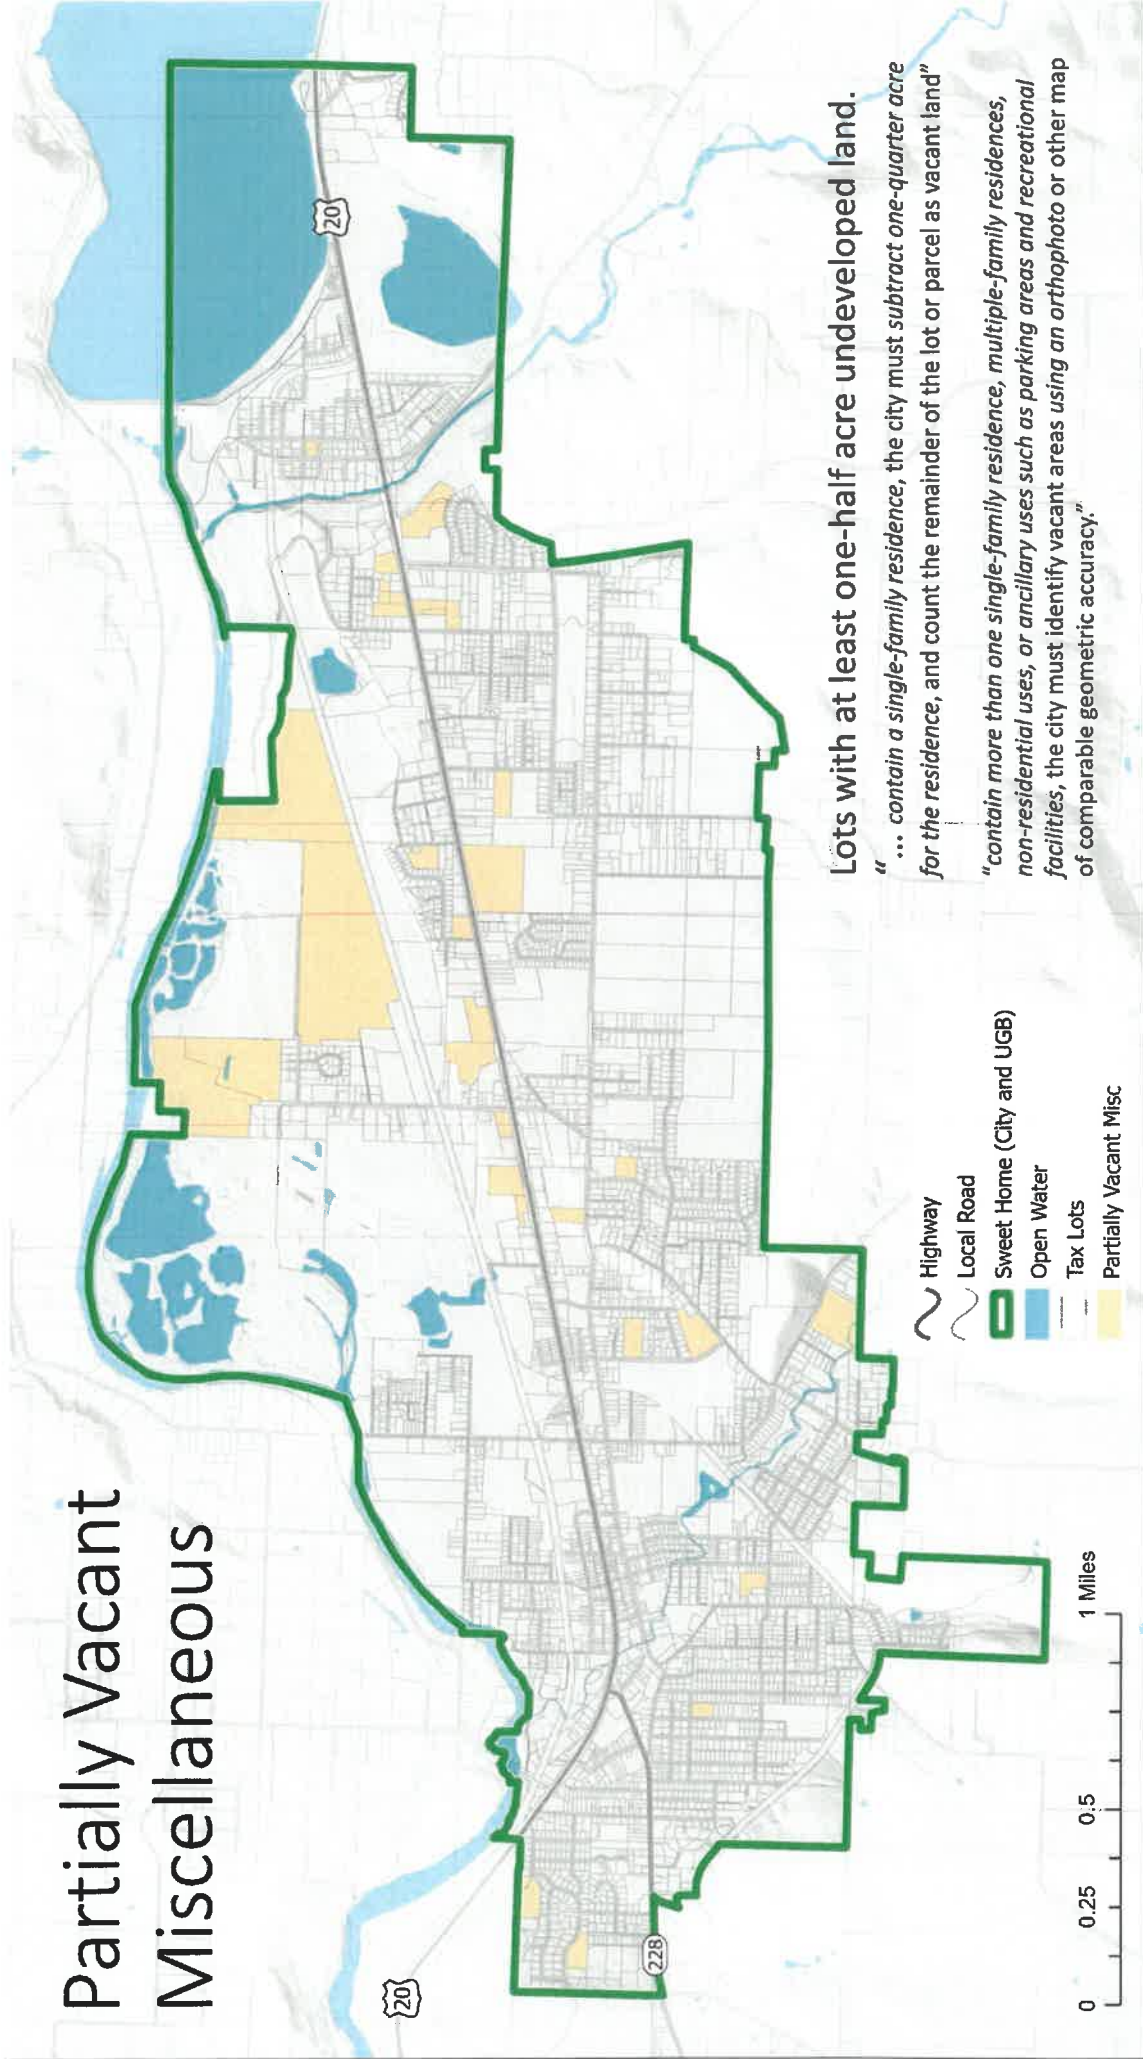 Partially Vacant
Miscellaneous
20
20
228
Lots with at least one-half acre undeveloped land.
“ ... contain a single-family residence, the city must subtract one-quarter acre
for the residence, and count the remainder of the lot or parcel as vacant land”
“contain more than one single-family residence, multiple-family residences,
non-residential uses, or ancillary uses such as parking areas and recreational
facilities, the city must identify vacant areas using an orthophoto or other map
of comparable geometric accuracy.”
Highway
Local Road
Sweet Home (City and UGB)
Open Water
Tax Lots
Partially Vacant Misc
0 0.25 0.5 1 Miles